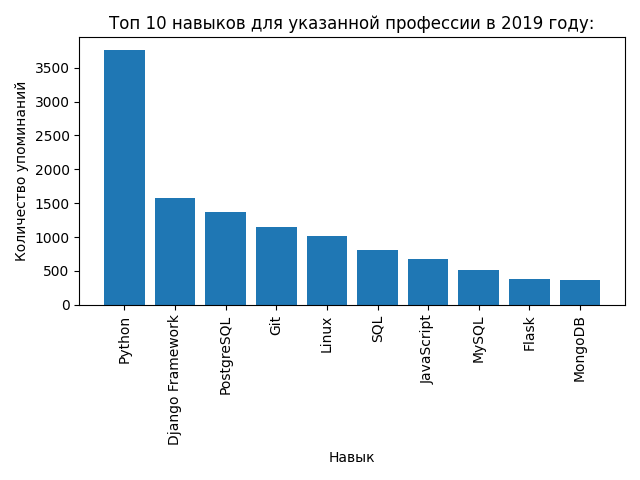 Топ 10 навыков для указанной профессии в 2019 году:
Количество упоминаний
3500
3000
2500
2000
1500
1000
500
0
Python
Django Framework
PostgreSQL
Git
Linux
SQL
JavaScript
MySQL
Flask
MongoDB
Навык